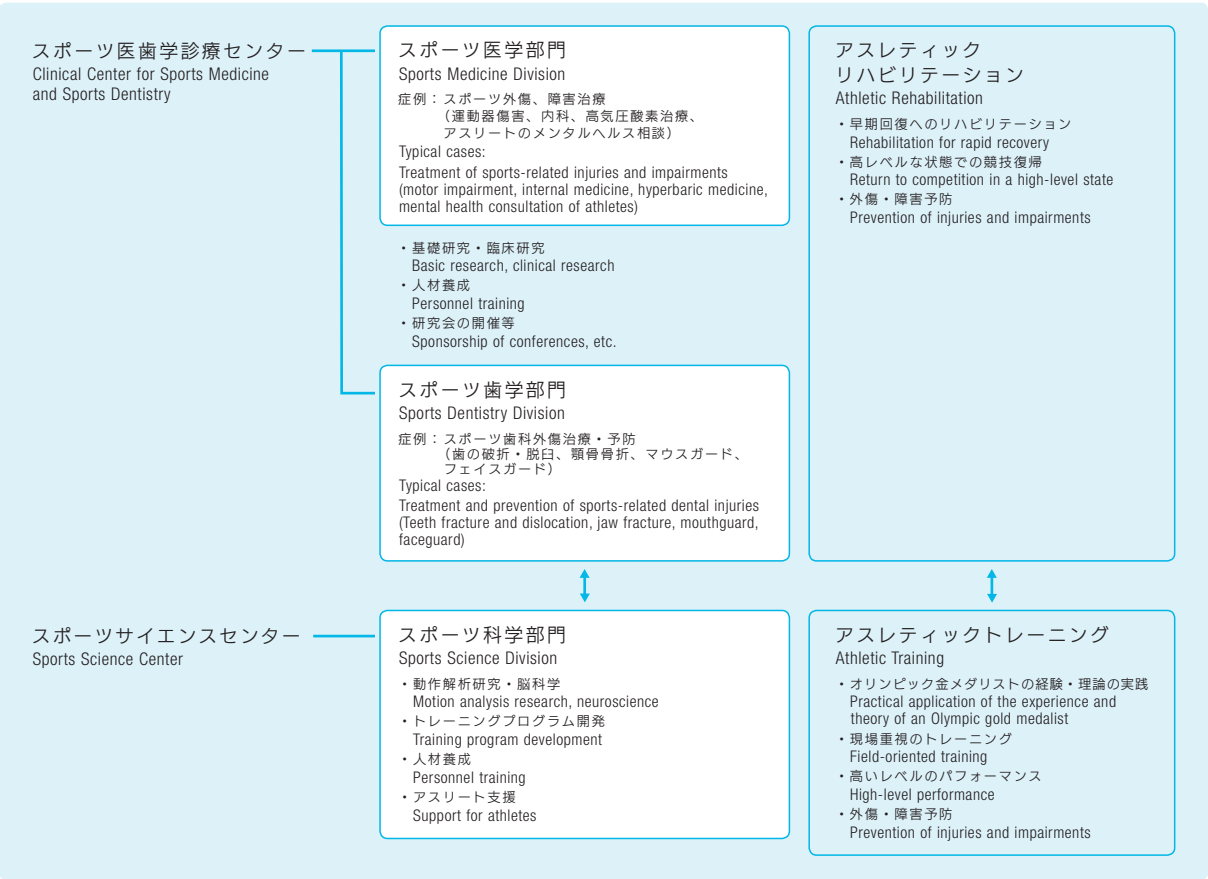 スポーツ医歯学診療センター
Clinical Center for Sports Medicine
and Sports Dentistry
スポーツ医学部門
Sports Medicine Division
症例：スポーツ外傷、障害治療
（運動器傷害、内科、高気圧酸素治療、
アスリートのメンタルヘルス相談）
Typical cases:
Treatment of sports-related injuries and impairments
(motor impairment, internal medicine, hyperbaric medicine,
mental health consultation of athletes)
・基礎研究・臨床研究
Basic research, clinical research
・人材養成
Personnel training
・研究会の開催等
Sponsorship of conferences, etc.
スポーツ歯学部門
Sports Dentistry Division
症例：スポーツ歯科外傷治療・予防
（歯の破折・脱臼、顎骨骨折、マウスガード、
フェイスガード）
Typical cases:
Treatment and prevention of sports-related dental injuries
(Teeth fracture and dislocation, jaw fracture, mouthguard,
faceguard)
アスレティック
リハビリテーション
Athletic Rehabilitation
・早期回復へのリハビリテーション
Rehabilitation for rapid recovery
・高レベルな状態での競技復帰
Return to competition in a high-level state
・外傷・障害予防
Prevention of injuries and impairments
スポーツサイエンスセンター
Sports Science Center
スポーツ科学部門
Sports Science Division
・動作解析研究・脳科学
Motion analysis research, neuroscience
・トレーニングプログラム開発
Training program development
・人材養成
Personnel training
・アスリート支援
Support for athletes
アスレティックトレーニング
Athletic Training
・オリンピック金メダリストの経験・理論の実践
Practical application of the experience and
theory of an Olympic gold medalist
・現場重視のトレーニング
Field-oriented training
・高いレベルのパフォーマンス
High-level performance
・外傷・障害予防
Prevention of injuries and impairments